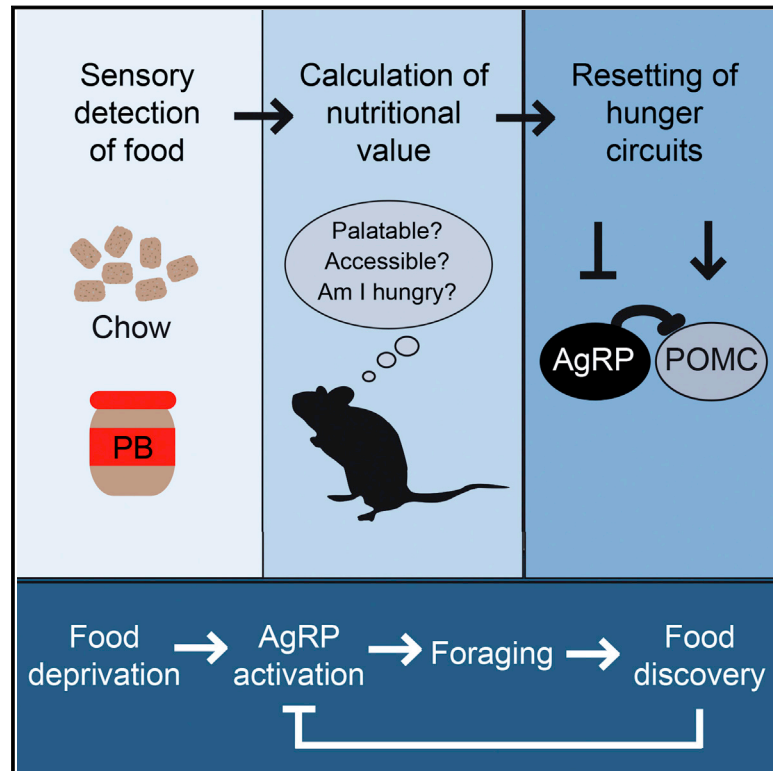 Sensory
detection
of food
Calculation of
nutritional
value
Resetting of
hunger
circuits
Chow
PB
Palatable?
Accessible?
Am I hungry?
AgRP
POMC
Food
deprivation
AgRP
activation
Foraging
Food
discovery